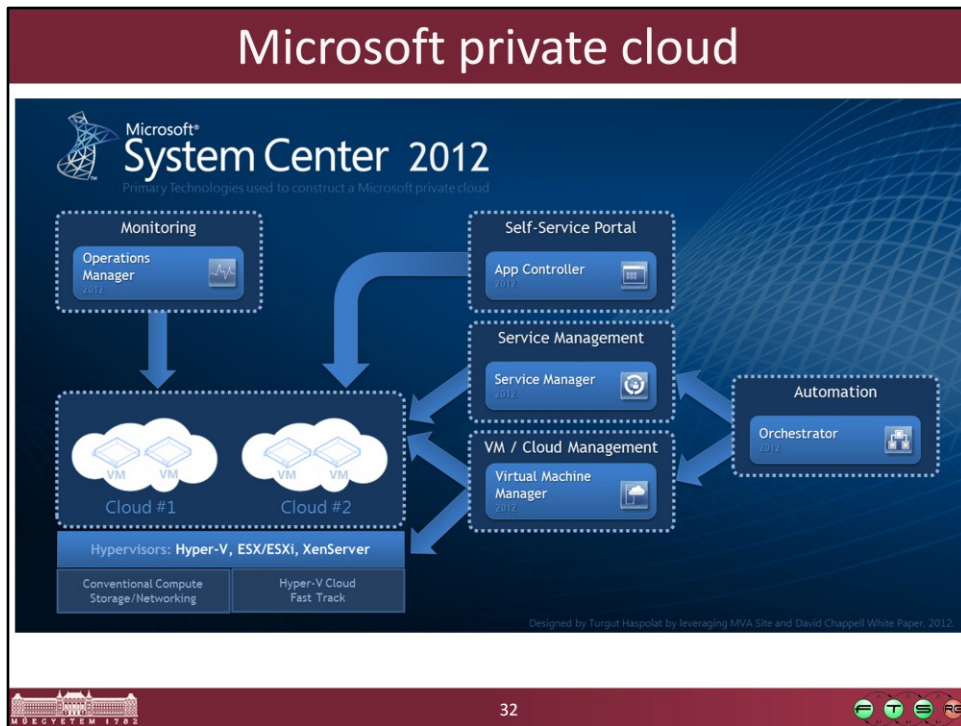 Microsoft private cloud
Microsoft®
System Center 2012
Primary Technologies used to construct a Microsoft private cloud
Monitoring
Operations
Manager
2012
Self-Service Portal
App Controller
2012
Service Management
Service Manager
2012
Automation
Orchestrator
2012
VM / Cloud Management
Virtual Machine
Manager
2012
VM VM
Cloud #1
VM VM
Cloud #2
Hypervisors: Hyper-V, ESX/ESXi, XenServer
Conventional Compute
Storage/Networking
Hyper-V Cloud
Fast Track
Designed by Turgut Haspolat by leveraging MVA Site and David Chappell White Paper, 2012.
MŰEGYETEM 1782
32
F T S RG